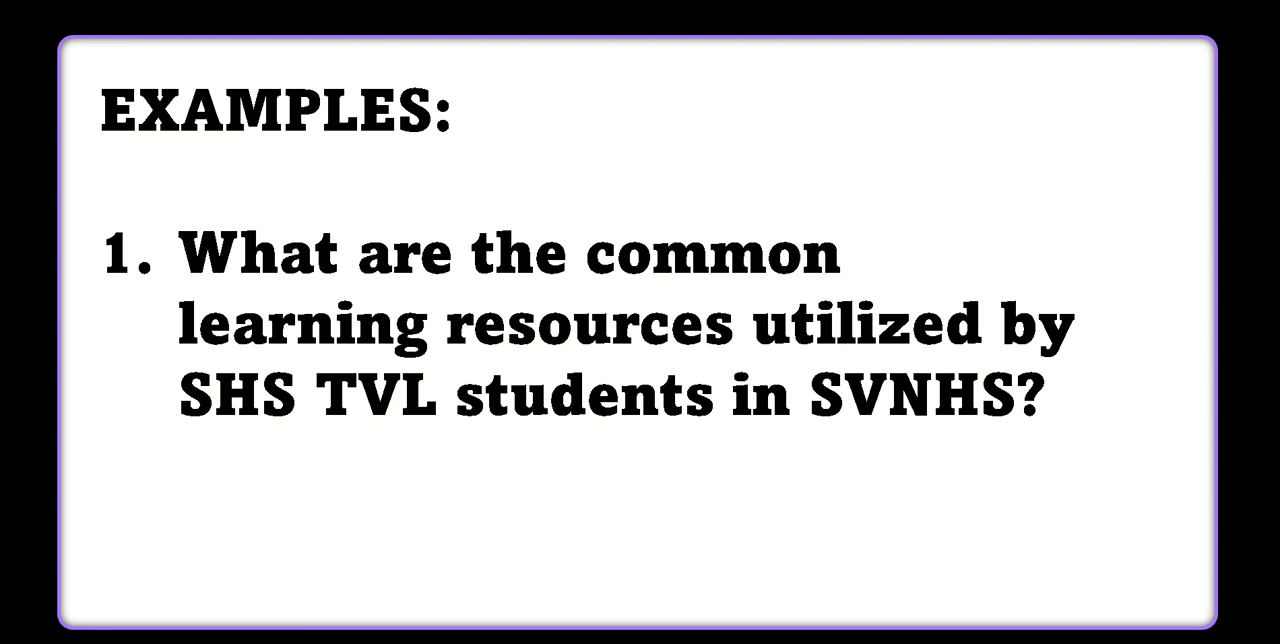 EXAMPLES:
1. What are the common
learning resources utilized by
SHS TVL students in SVNHS?